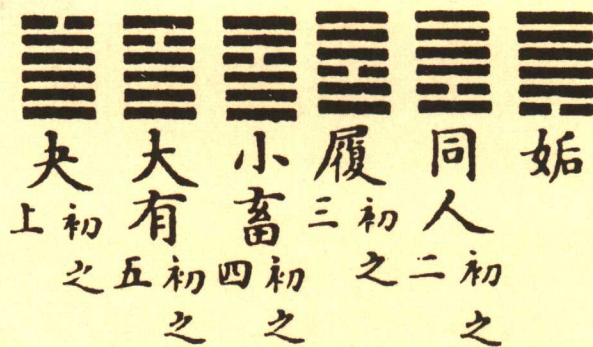 姤
同人
初之
二
履
初之
三
小畜
初之
四
大有
初之
五
夬
初之
上